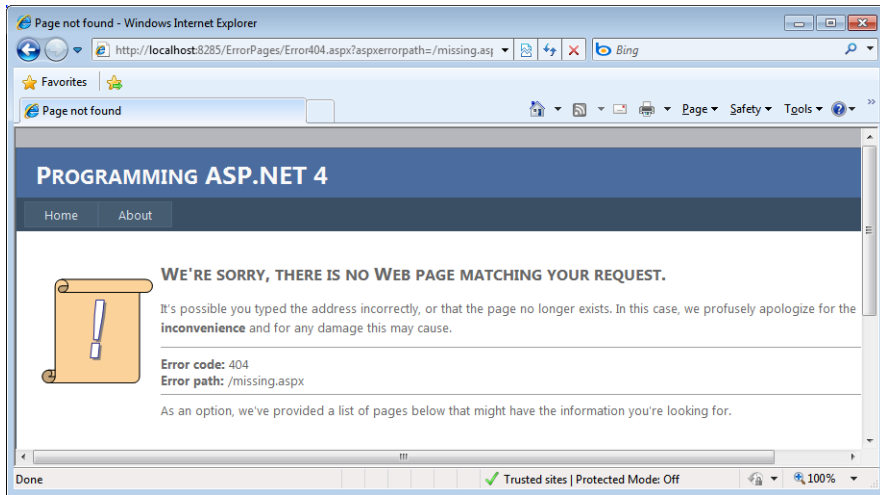 Page not found - Windows Internet Explorer
http://localhost:8285/ErrorPages/Error404.aspx?aspxerrorpath=/missing.asp
Bing
Favorites
Page not found
Page
Safety
Tools
PROGRAMMING ASP.NET 4
Home
About
WE'RE SORRY, THERE IS NO WEB PAGE MATCHING YOUR REQUEST.
It's possible you typed the address incorrectly, or that the page no longer exists. In this case, we profusely apologize for the
inconvenience and for any damage this may cause.
Error code: 404
Error path: /missing.aspx
As an option, we've provided a list of pages below that might have the information you're looking for.
Done
Trusted sites | Protected Mode: Off
100%